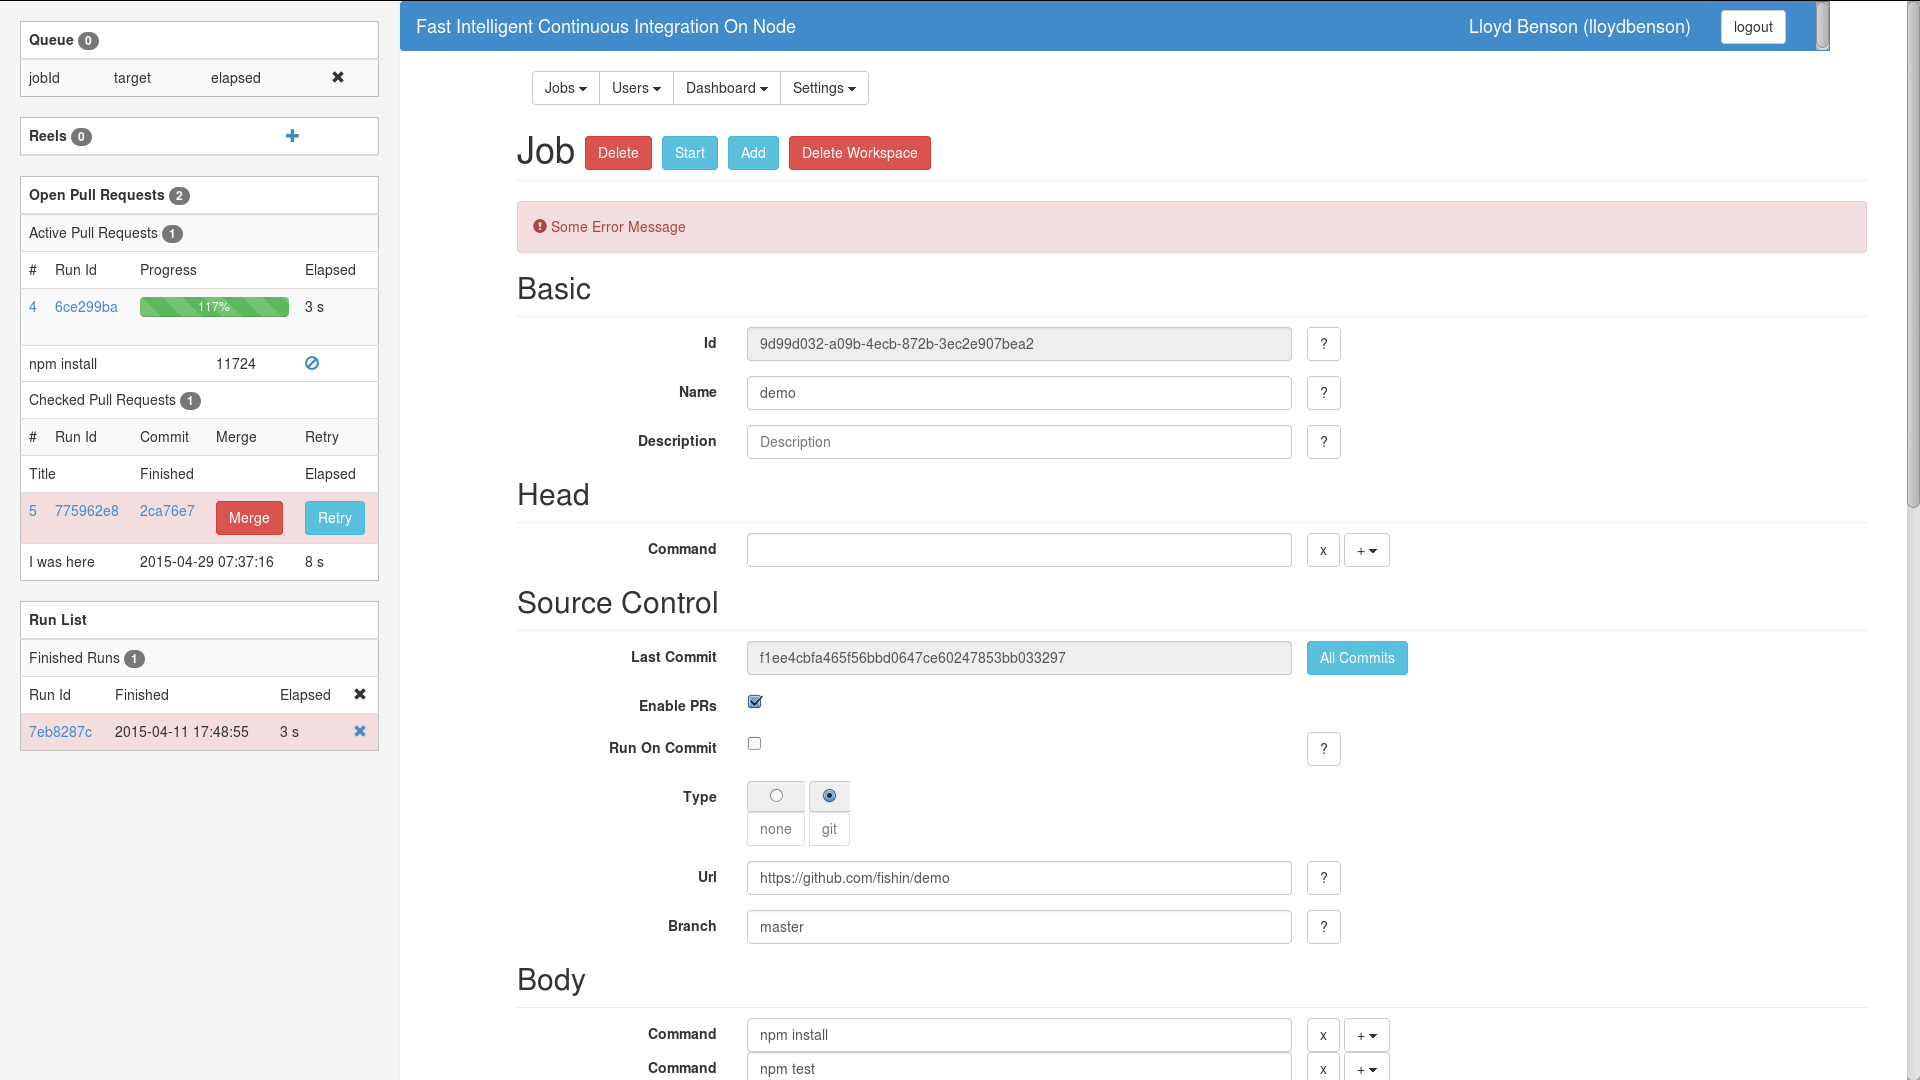 Queue 0
jobId target elapsed
Reels 0
Open Pull Requests 2
Active Pull Requests 1
# Run Id Progress Elapsed
4 6ce299ba 117% 3 s
npm install 11724
Checked Pull Requests 1
# Run Id Commit Merge Retry
Title Finished Elapsed
5 775962e8 2ca76e7 Merge Retry
I was here 2015-04-29 07:37:16 8 s
Run List
Finished Runs 1
Run Id Finished Elapsed
7eb8287c 2015-04-11 17:48:55 3 s
Fast Intelligent Continuous Integration On Node Lloyd Benson (lloydbenson) logout
Jobs Users Dashboard Settings
Job Delete Start Add Delete Workspace
Some Error Message
Basic
Id 9d99d032-a09b-4ecb-872b-3ec2e907bea2 ?
Name demo ?
Description Description ?
Head
Command x +
Source Control
Last Commit f1ee4cbfa465f56bbd0647ce60247853bb033297 All Commits
Enable PRs
Run On Commit ?
Type
none git
Url https://github.com/fishin/demo ?
Branch master ?
Body
Command npm install x +
Command npm test x +